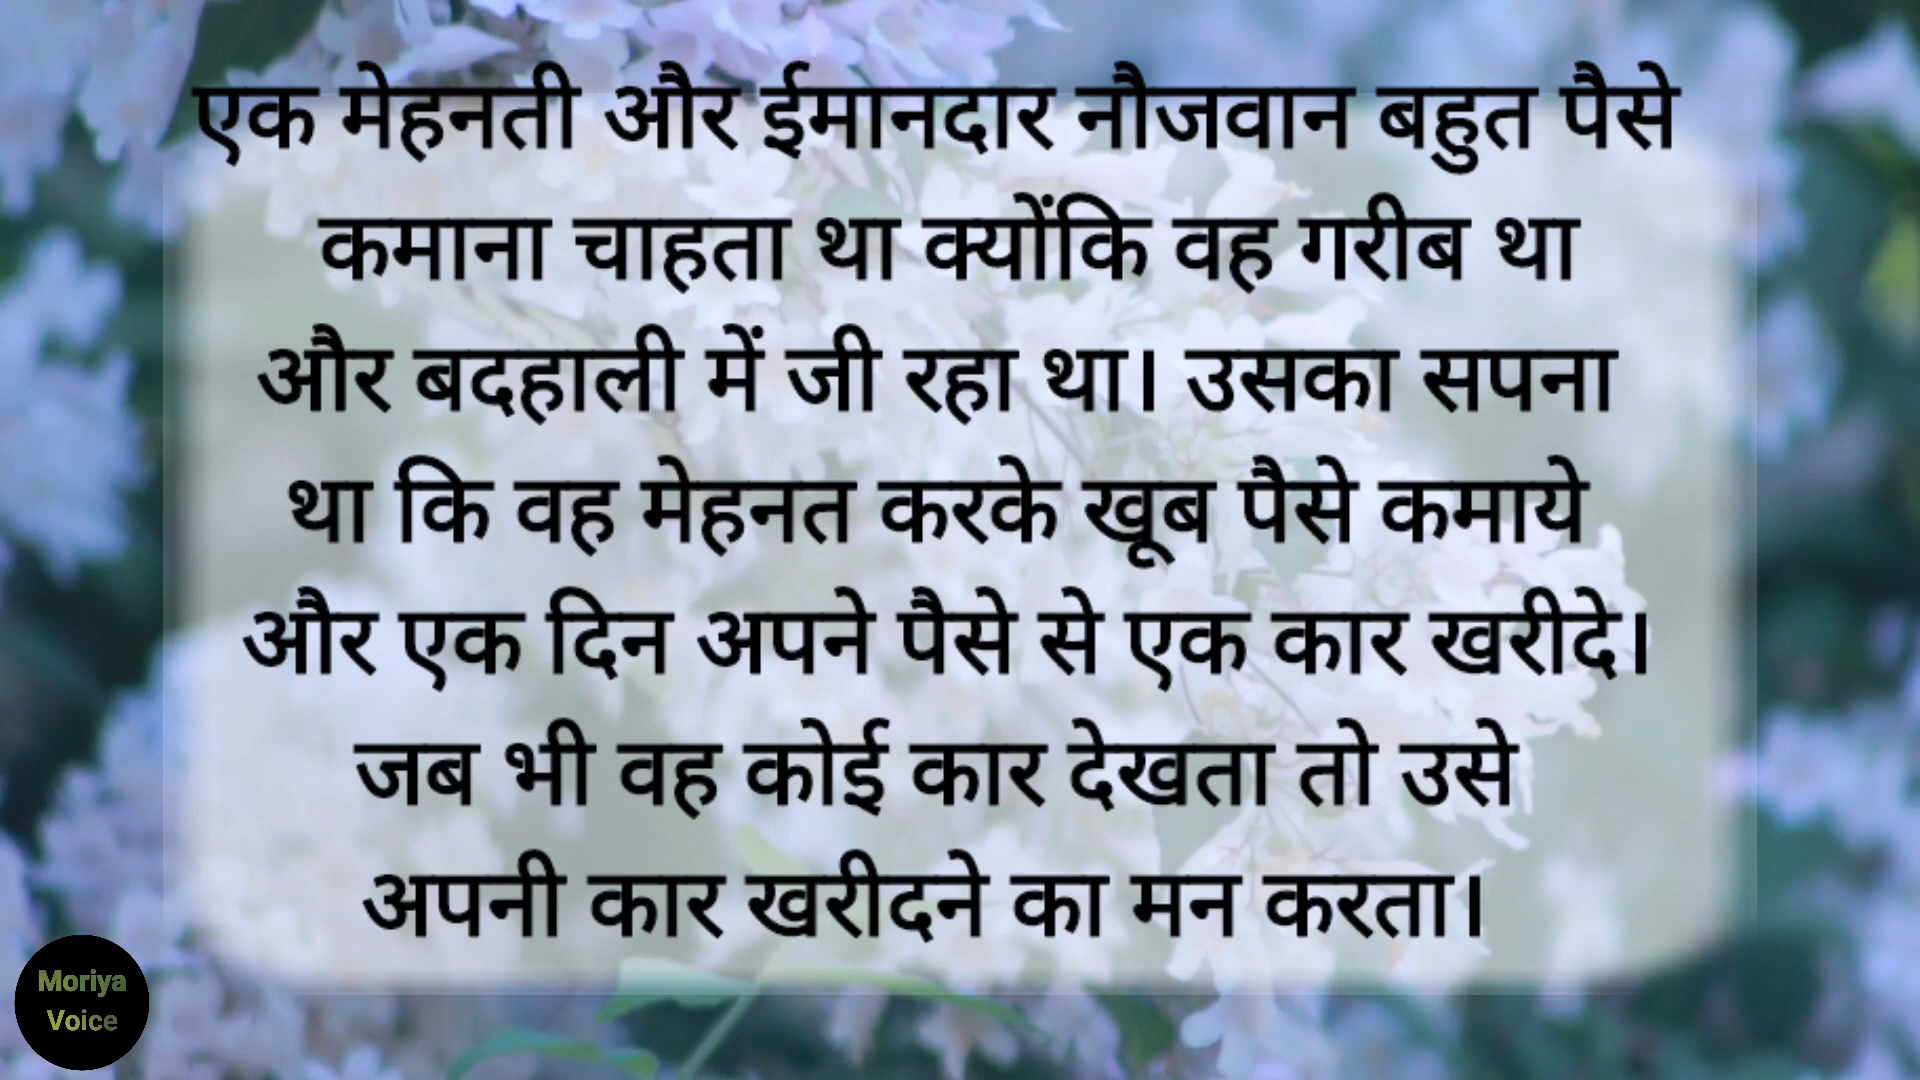 एक मेहनती और ईमानदार नौजवान बहुत पैसे
कमाना चाहता था क्योंकि वह गरीब था
और बदहाली में जी रहा था। उसका सपना
था कि वह मेहनत करके खूब पैसे कमाये
और एक दिन अपने पैसे से एक कार खरीदे।
जब भी वह कोई कार देखता तो उसे
अपनी कार खरीदने का मन करता।
Moriya
Voice